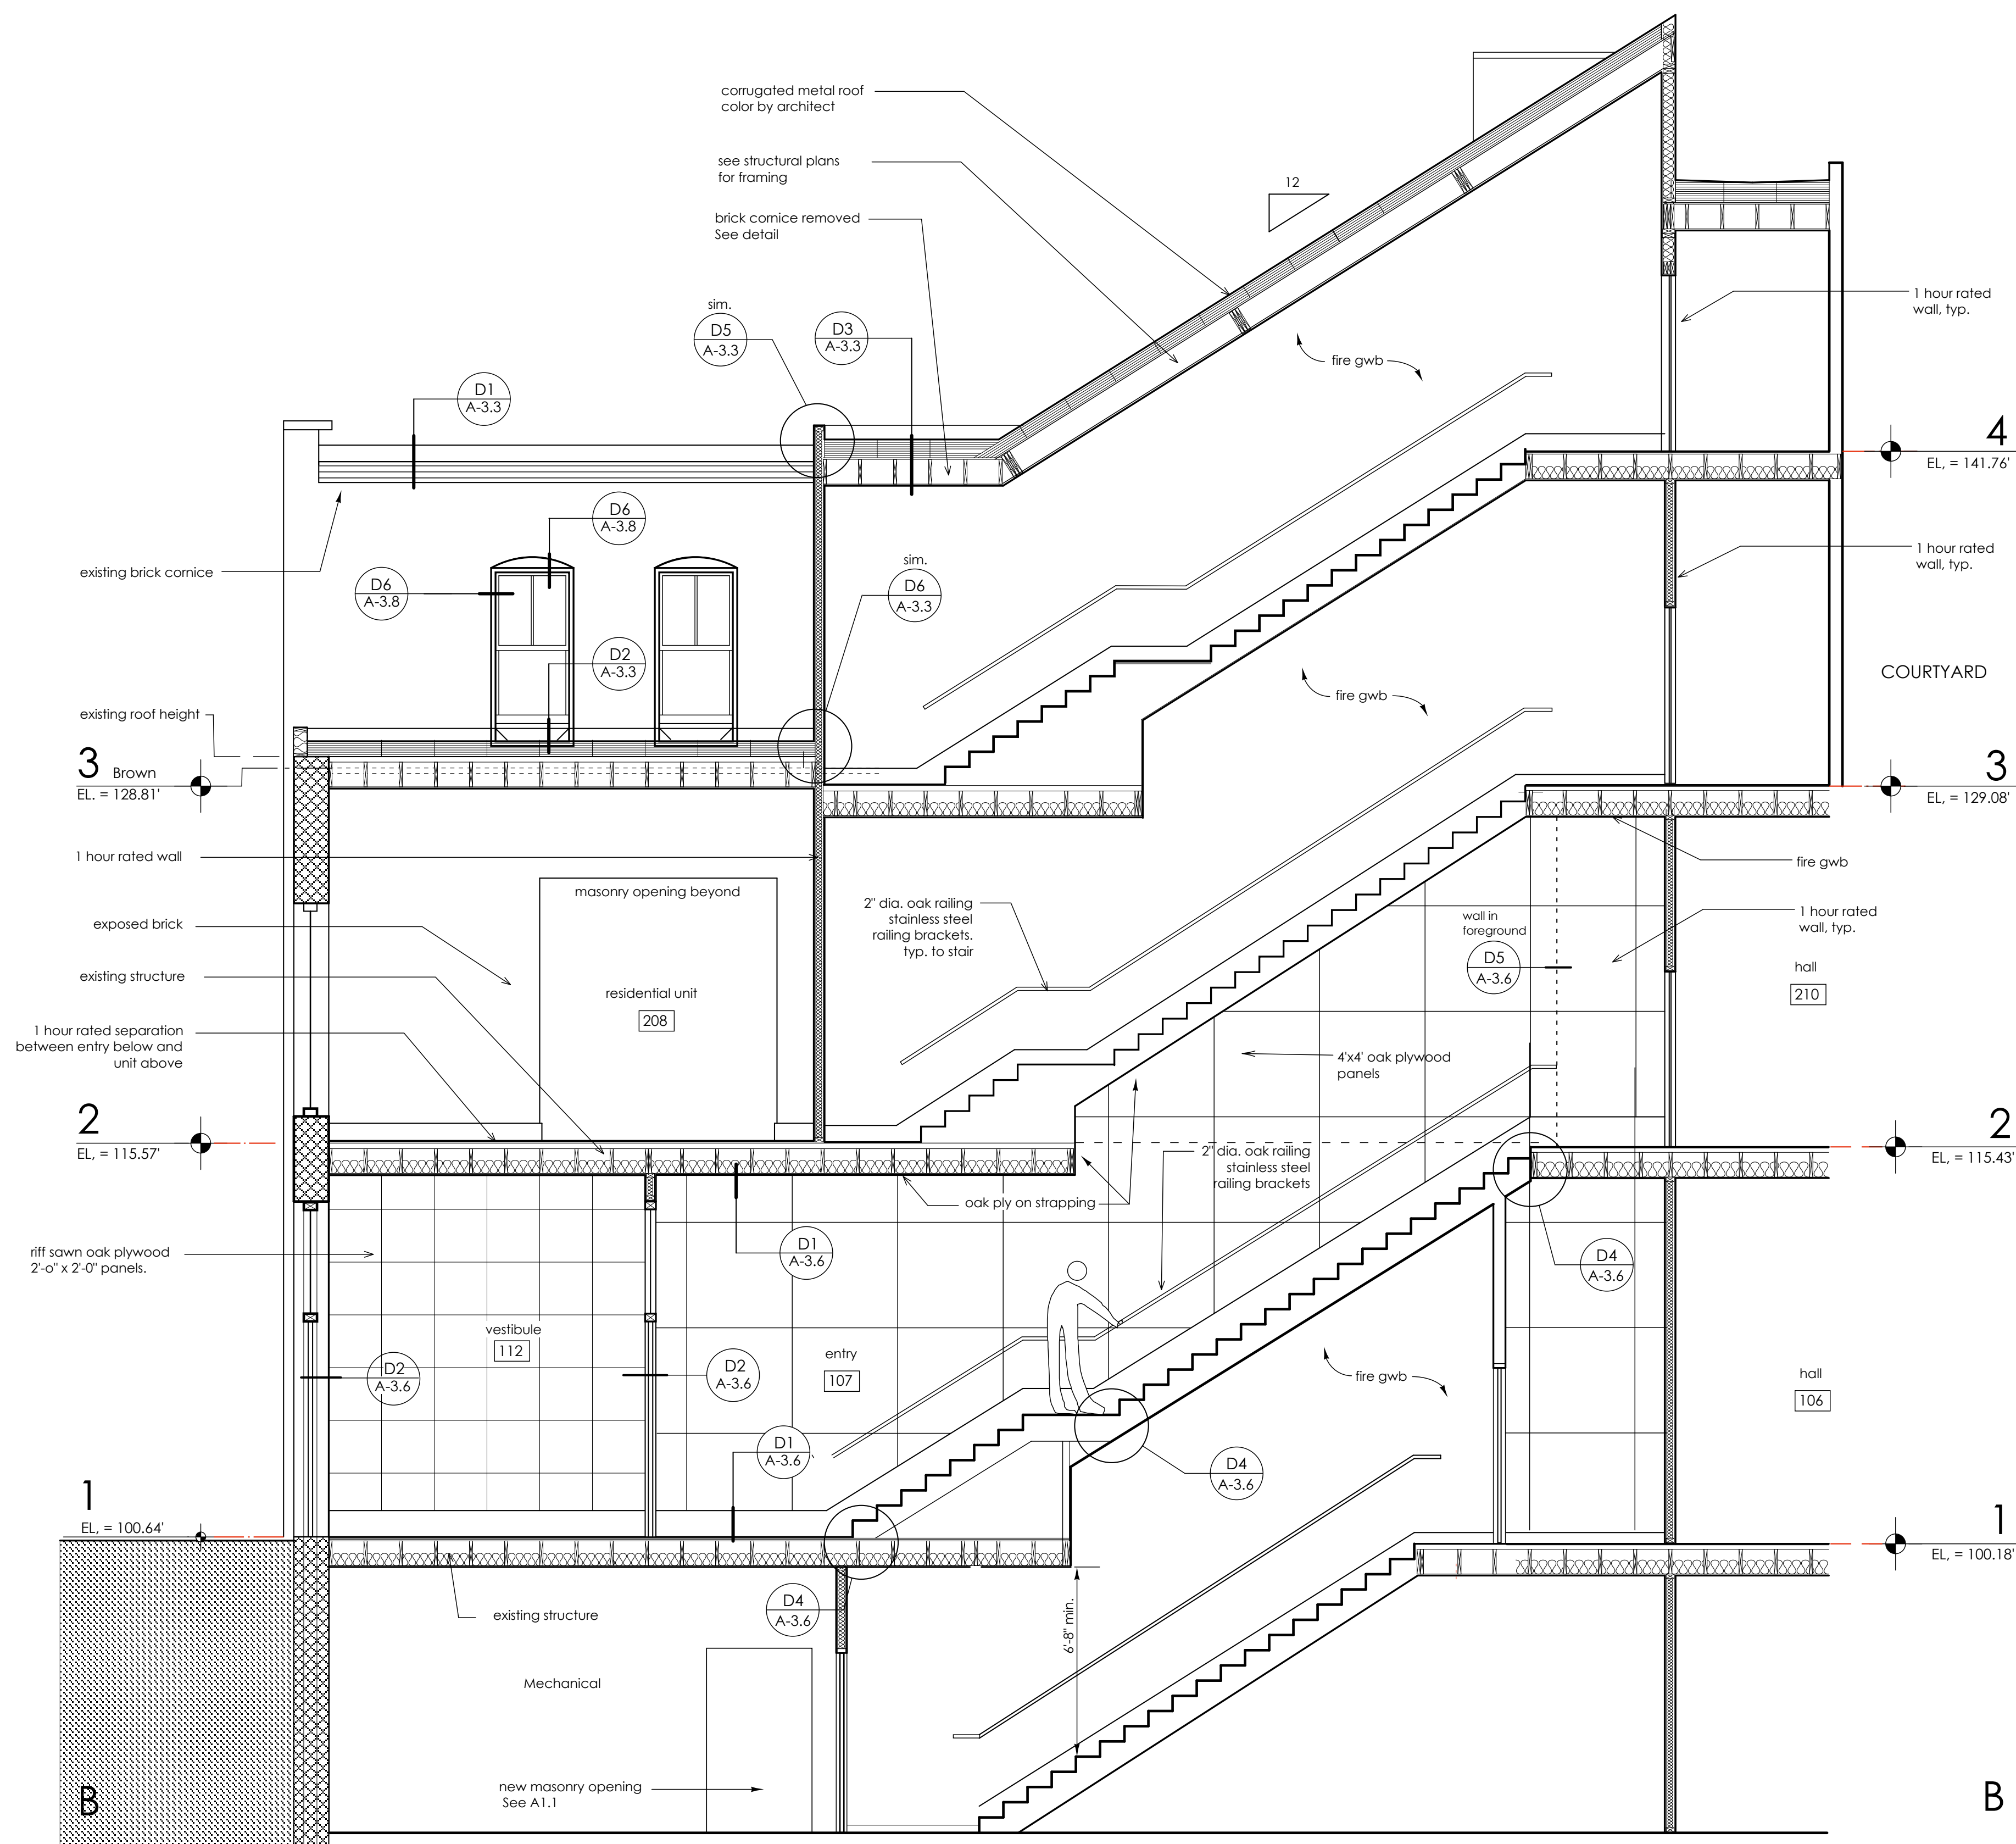 corrugated metal roof
color by architect
see structural plans
for framing
12
brick cornice removed
See detail
sim.
D5
A-3.3
D3
A-3.3
1 hour rated
wall, typ.
fire gwb
D1
A-3.3
4
EL, = 141.76'
D6
A-3.8
existing brick cornice
D6
A-3.8
sim.
D6
A-3.3
1 hour rated
wall, typ.
D2
A-3.3
COURTYARD
fire gwb
existing roof height
3 Brown
EL. = 128.81'
3
EL, = 129.08'
1 hour rated wall
fire gwb
masonry opening beyond
2" dia. oak railing
stainless steel
railing brackets.
typ. to stair
wall in
foreground
D5
A-3.6
1 hour rated
wall, typ.
exposed brick
hall
210
existing structure
residential unit
208
1 hour rated separation
between entry below and
unit above
4'x4' oak plywood
panels
2
EL, = 115.57'
2
EL, = 115.43'
2" dia. oak railing
stainless steel
railing brackets
oak ply on strapping
D1
A-3.6
D4
A-3.6
riff sawn oak plywood
2'-o" x 2'-0" panels.
vestibule
112
entry
107
D2
A-3.6
D2
A-3.6
fire gwb
hall
106
D1
A-3.6
D4
A-3.6
1
EL, = 100.64'
1
EL, = 100.18'
existing structure
D4
A-3.6
6'-8" min.
Mechanical
new masonry opening
See A1.1
B
B